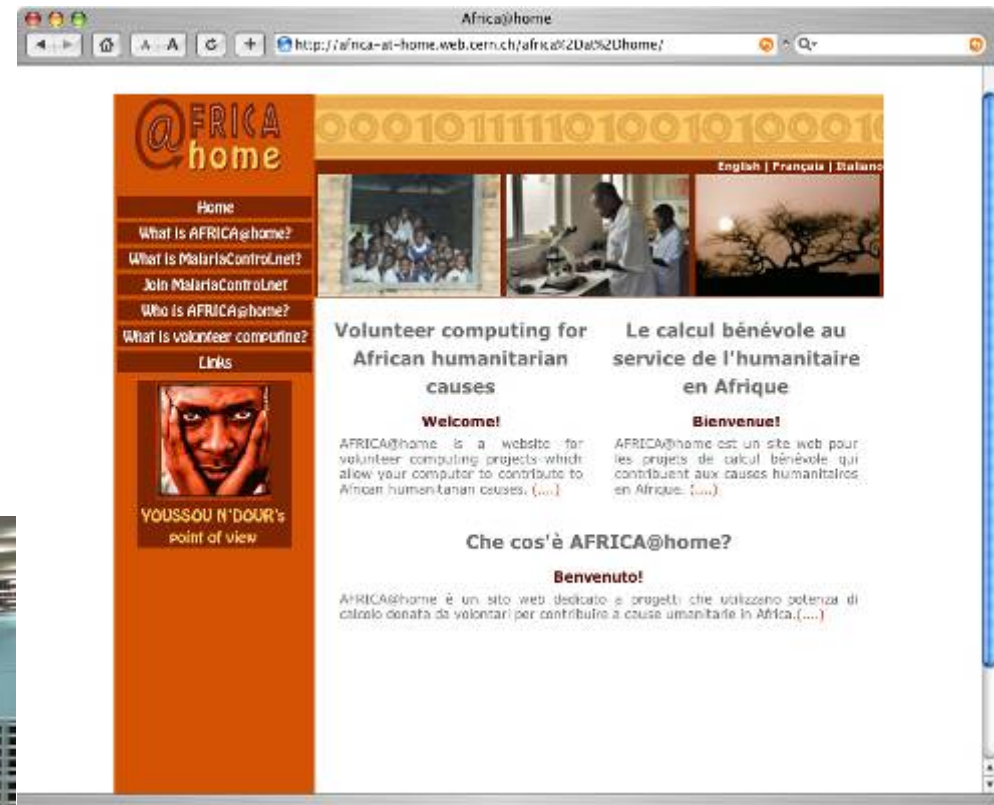 Africa@home
A A
http://africa-at-home.web.cern.ch/africa%2Dat%2Dhome/
@FRICA
home
0001011111010010100010
English | Français | Italiano
Home
What is AFRICA@home?
What is MalariaControl.net?
Join MalariaControl.net
Who is AFRICA@home?
What is volunteer computing?
Links
YOUSSOU N'DOUR's
point of view
Volunteer computing for
African humanitarian
causes
Welcome!
AFRICA@home is a website for
volunteer computing projects which
allow your computer to contribute to
African humanitarian causes. (....)
Le calcul bénévole au
service de l'humanitaire
en Afrique
Bienvenue!
AFRICA@home est un site web pour
les projets de calcul bénévole qui
contribuent aux causes humanitaires
en Afrique. (....)
Che cos'è AFRICA@home?
Benvenuto!
AFRICA@home è un sito web dedicato a progetti che utilizzano potenza di
calcolo donata da volontari per contribuire a cause umanitarie in Africa.(....)